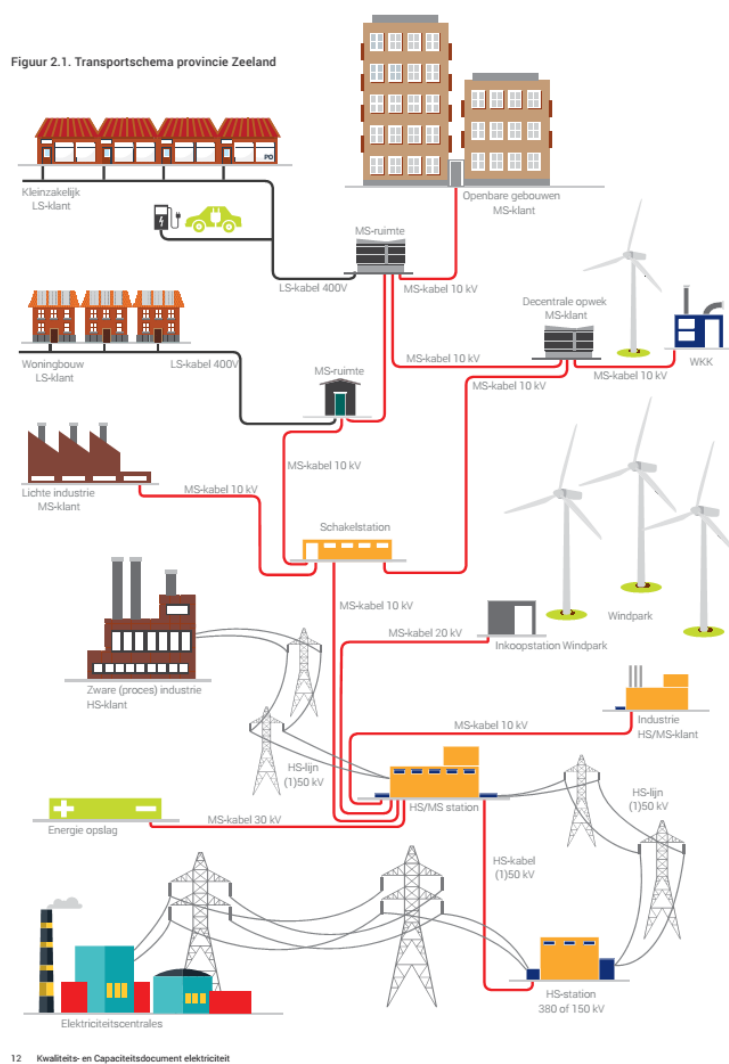 Figuur 2.1. Transportschema provincie Zeeland
PO
Kleinzakelijk
LS-klant
Openbare gebouwen
MS-klant
MS-ruimte
LS-kabel 400V
MS-kabel 10 kV
Decentrale opwek
MS-klant
Woningbouw
LS-klant
LS-kabel 400V
MS-ruimte
MS-kabel 10 kV
MS-kabel 10 kV
MS-kabel 10 kV
WKK
MS-kabel 10 kV
Lichte industrie
MS-klant
MS-kabel 10 kV
Schakelstation
MS-kabel 10 kV
MS-kabel 20 kV
Inkoopstation Windpark
Windpark
Zware (proces) industrie
HS-klant
MS-kabel 10 kV
Industrie
HS/MS-klant
HS-lijn
(1)50 kV
HS/MS station
HS-lijn
(1)50 kV
Energie opslag
MS-kabel 30 kV
HS-kabel
(1)50 kV
HS-station
380 of 150 kV
Elektriciteitscentrales
12 Kwaliteits- en Capaciteitsdocument elektriciteit